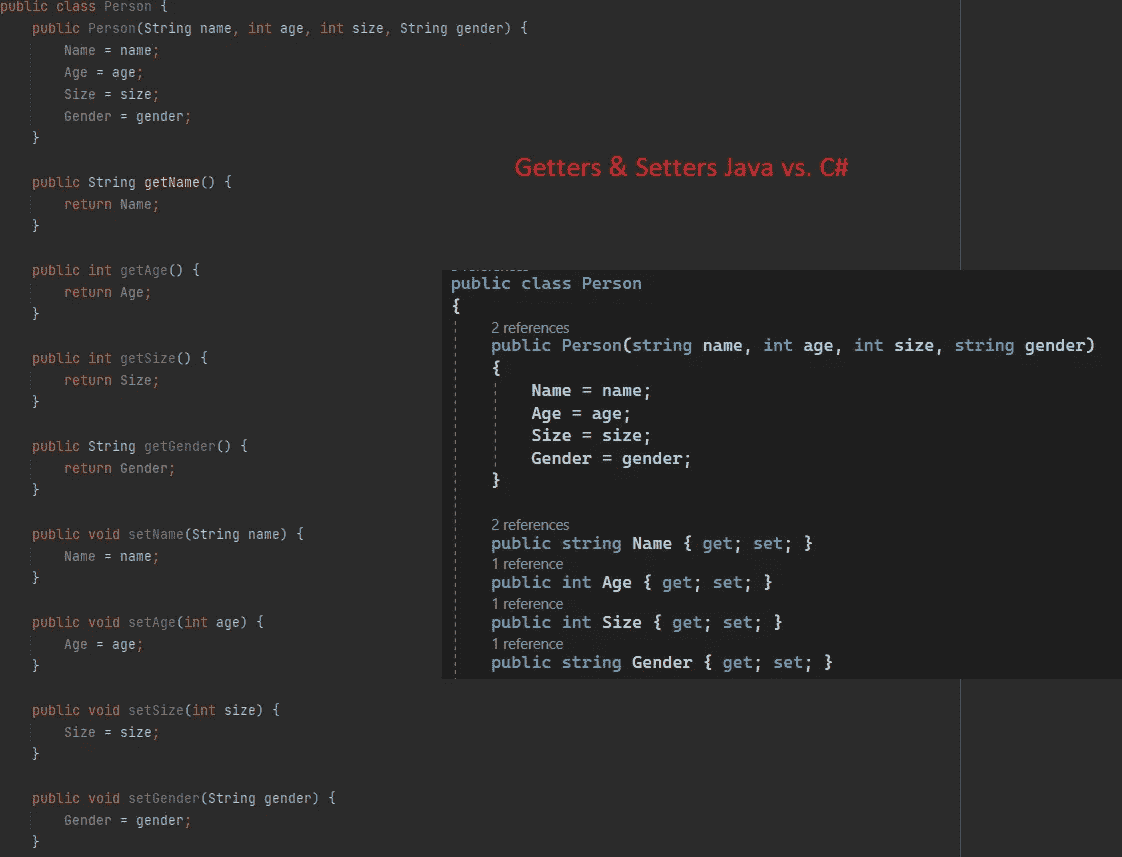 public class Person {
public Person(String name, int age, int size, String gender) {
Name = name;
Age = age;
Size = size;
Gender = gender;
}
public String getName() {
return Name;
}
public int getAge() {
return Age;
}
public int getSize() {
return Size;
}
public String getGender() {
return Gender;
}
public void setName(String name) {
Name = name;
}
public void setAge(int age) {
Age = age;
}
public void setSize(int size) {
Size = size;
}
public void setGender(String gender) {
Gender = gender;
}
Getters & Setters Java vs. C#
public class Person
{
2 references
public Person(string name, int age, int size, string gender)
{
Name = name;
Age = age;
Size = size;
Gender = gender;
}
2 references
public string Name { get; set; }
1 reference
public int Age { get; set; }
1 reference
public int Size { get; set; }
1 reference
public string Gender { get; set; }